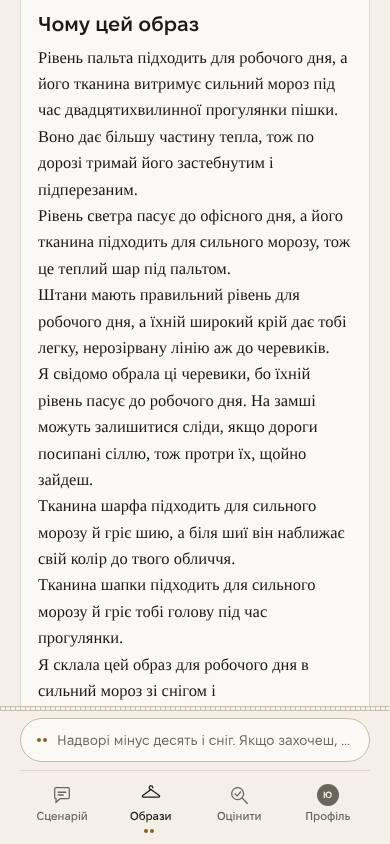 Чому цей образ
Рівень пальта підходить для робочого дня, а
його тканина витримує сильний мороз під
час двадцятихвилинної прогулянки пішки.
Воно дає більшу частину тепла, тож по
дорозі тримай його застебнутим і
підперезаним.
Рівень светра пасує до офісного дня, а його
тканина підходить для сильного морозу, тож
це теплий шар під пальтом.
Штани мають правильний рівень для
робочого дня, а їхній широкий крій дає тобі
легку, нерозірвану лінію аж до черевиків.
Я свідомо обрала ці черевики, бо їхній
рівень пасує до робочого дня. На замші
можуть залишитися сліди, якщо дороги
посипані сіллю, тож протри їх, щойно
зайдеш.
Тканина шарфа підходить для сильного
морозу й гріє шию, а біля шиї він наближає
свій колір до твого обличчя.
Тканина шапки підходить для сильного
морозу й гріє тобі голову під час
прогулянки.
Я склала цей образ для робочого дня в
сильний мороз зі снігом і
Надворі мінус десять і сніг. Якщо захочеш, ...
Сценарій
Образи
Оцінити
Ю
Профіль